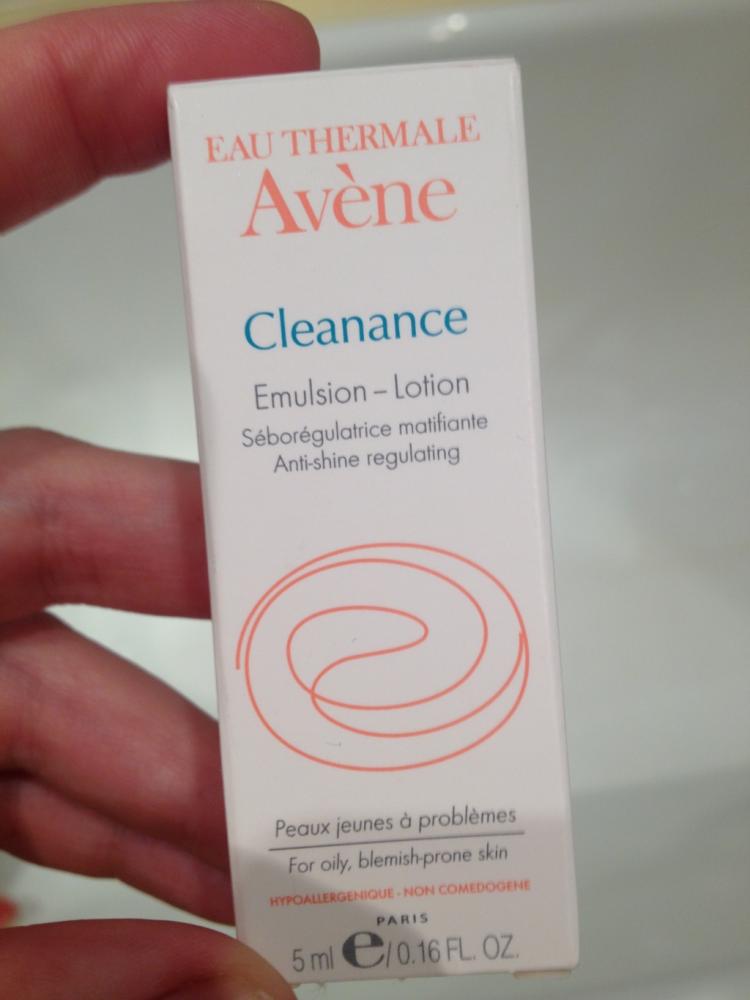 EAU THERMALE
Avène
Cleanance
Emulsion – Lotion
Séborégulatrice matifiante
Anti-shine regulating
Peaux jeunes à problèmes
For oily, blemish-prone skin
HYPOALLERGENIQUE - NON COMEDOGENE
PARIS
5 ml e/0.16 FL. OZ.